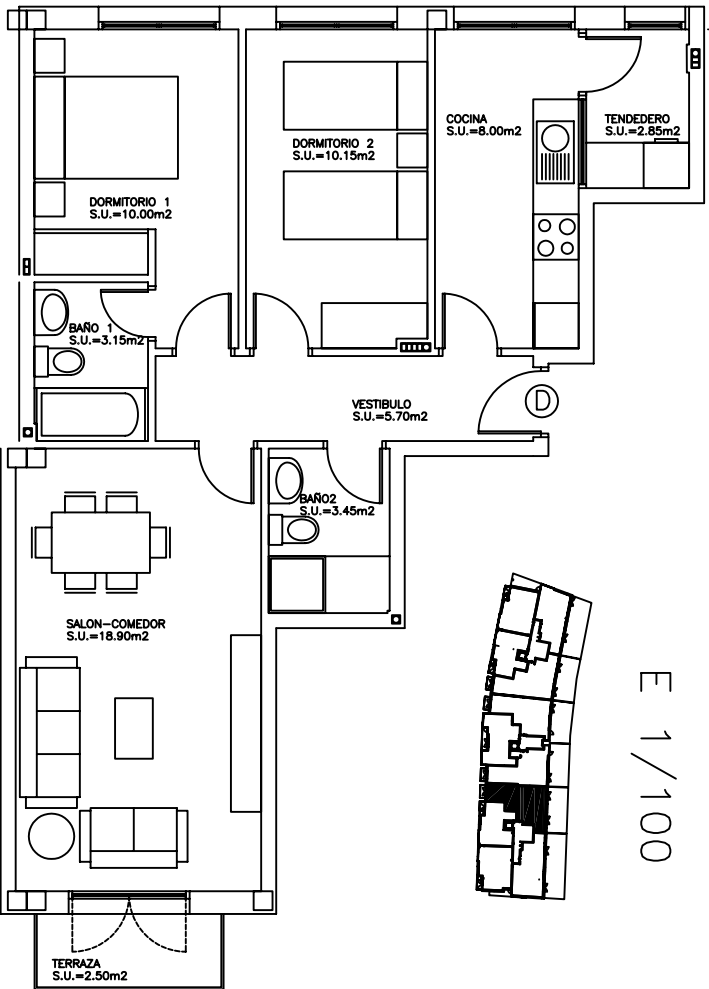 COCINA
S.U.=8.00m2
TENDEDERO
S.U.=2.85m2
DORMITORIO 2
S.U.=10.15m2
DORMITORIO 1
S.U.=10.00m2
BAÑO 1
S.U.=3.15m2
VESTIBULO
S.U.=5.70m2
D
BAÑO2
S.U.=3.45m2
SALON-COMEDOR
S.U.=18.90m2
E 1/100
TERRAZA
S.U.=2.50m2